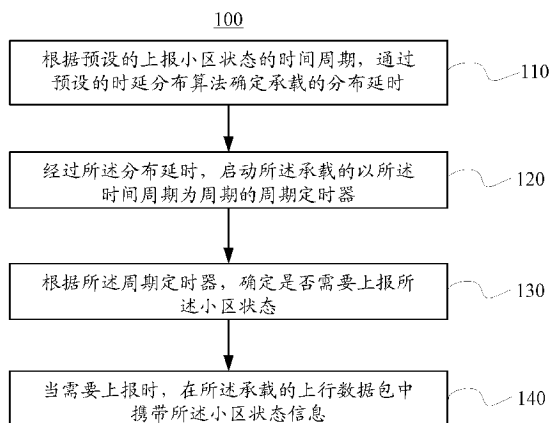 100
根据预设的上报小区状态的时间周期，通过
预设的时延分布算法确定承载的分布延时
110
经过所述分布延时，启动所述承载的以所述
时间周期为周期的周期定时器
120
根据所述周期定时器，确定是否需要上报所
述小区状态
130
当需要上报时，在所述承载的上行数据包中
携带所述小区状态信息
140